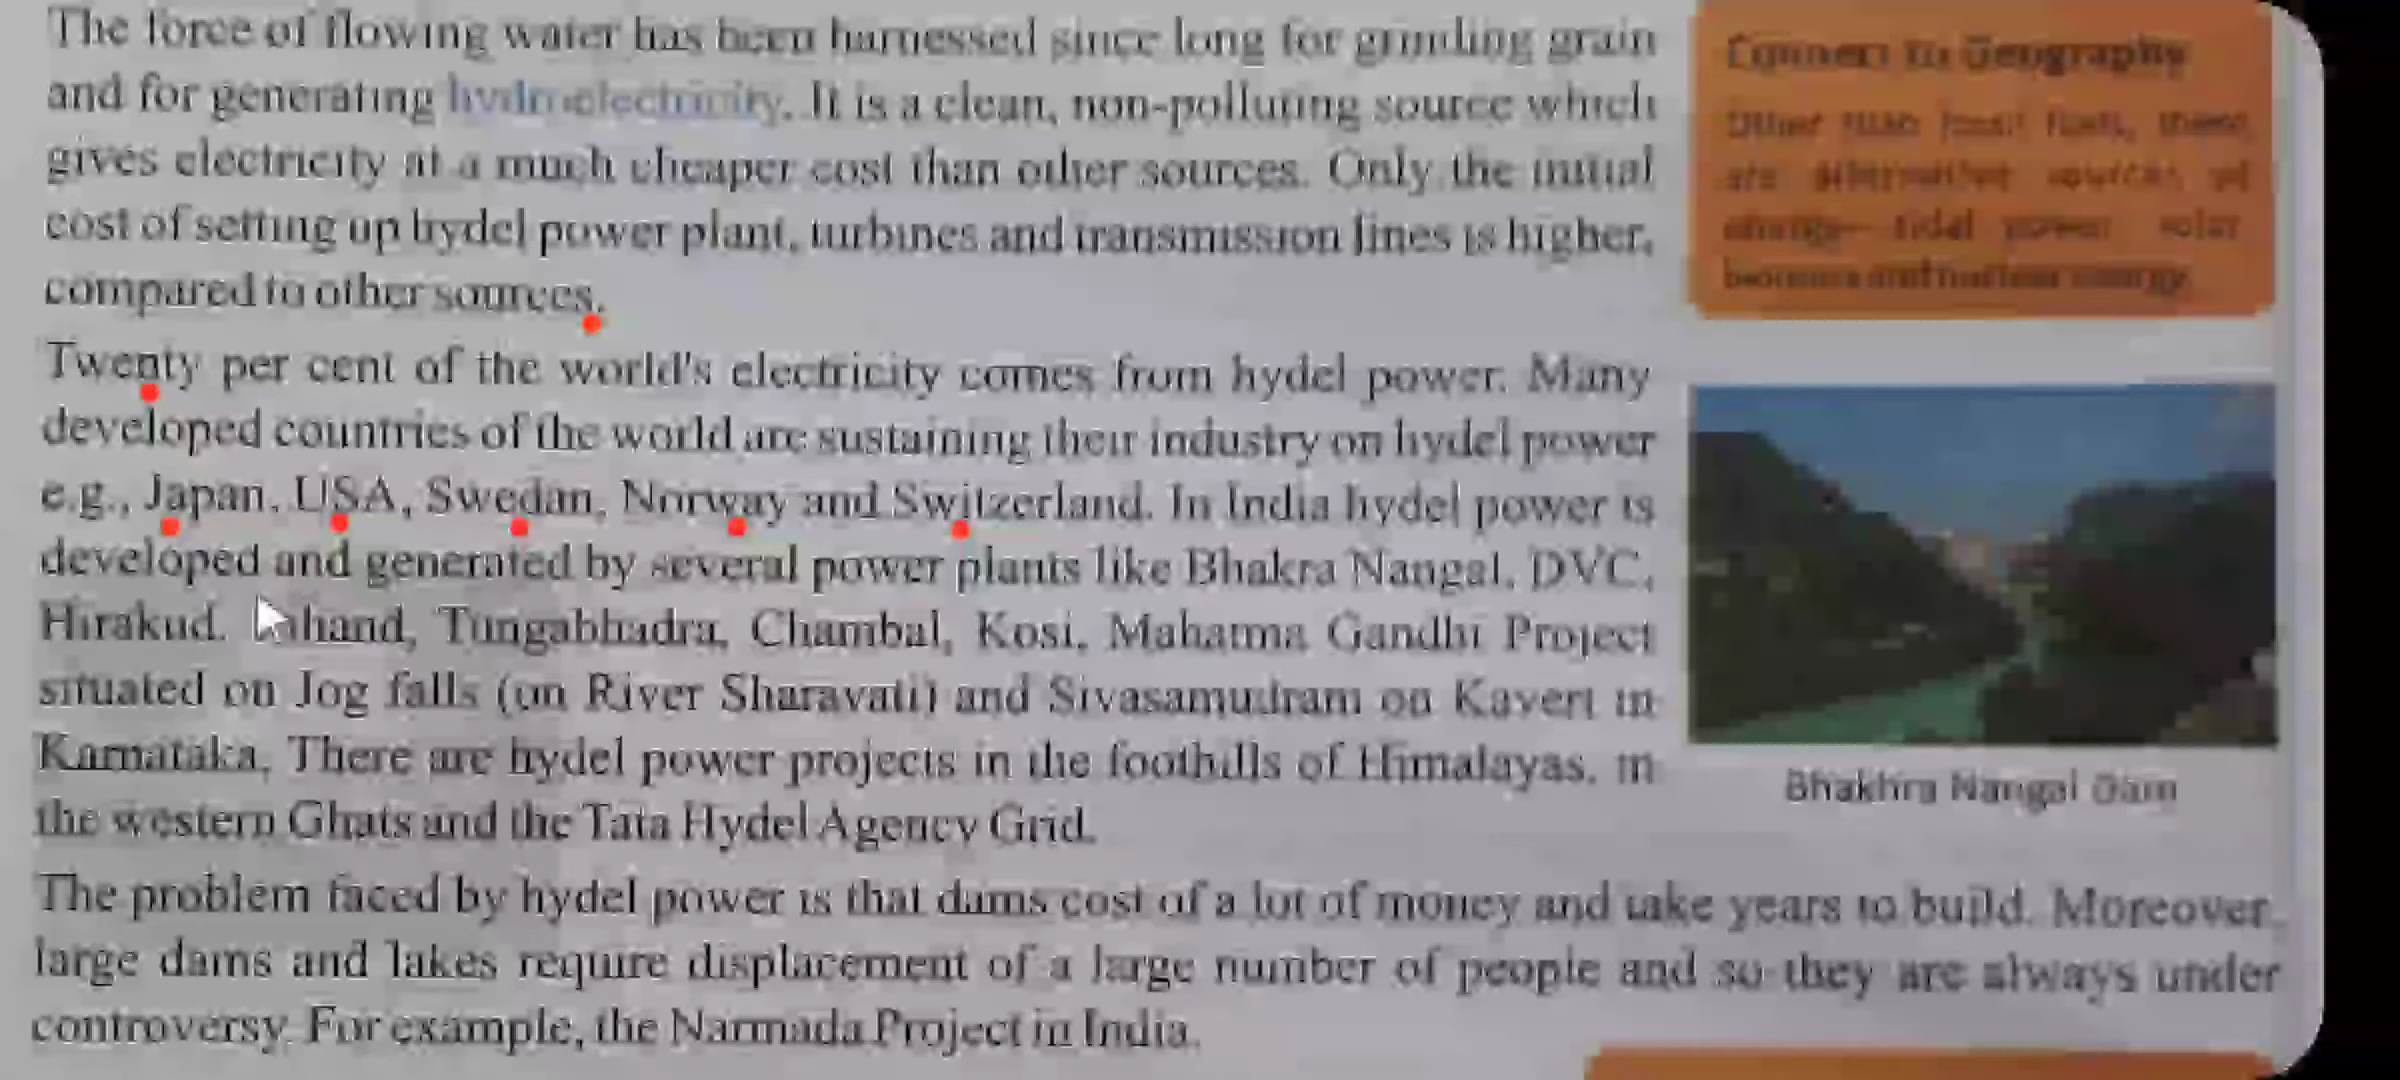 The force of flowing water has been harnessed since long for grinding grain
and for generating hydro-electricity. It is a clean, non-polluting source which
gives electricity at a much cheaper cost than other sources. Only the initial
cost of setting up hydel power plant, turbines and transmission lines is higher,
compared to other sources.
Twenty per cent of the world's electricity comes from hydel power. Many
developed countries of the world are sustaining their industry on hydel power
e.g., Japan, USA, Swedan, Norway and Switzerland. In India hydel power is
developed and generated by several power plants like Bhakra Nangal, DVC,
Hirakud, Tungabhadra, Chambal, Kosi, Mahatma Gandhi Project
situated on Jog falls (on River Sharavati) and Sivasamudram on Kaveri in
Karnataka. There are hydel power projects in the foothills of Himalayas, in
the western Ghats and the Tata Hydel Agency Grid.
The problem faced by hydel power is that dams cost of a lot of money and take years to build. Moreover,
large dams and lakes require displacement of a large number of people and so they are always under
controversy. For example, the Narmada Project in India.
Connect to Geography
Other than fossil fuels, there
are alternative sources of
energy— tidal power, solar
and nuclear energy.
Bhakhra Nangal Dam